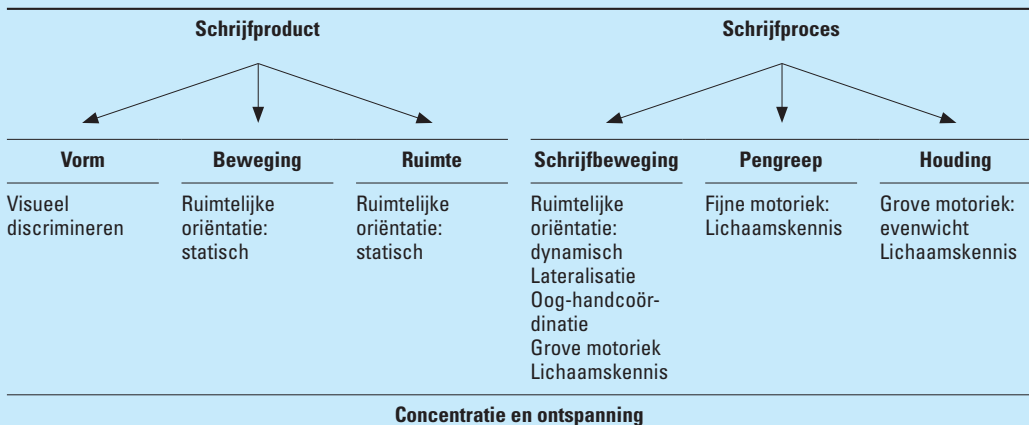 Schrijfproduct
Schrijfproces
Vorm
Beweging
Ruimte
Schrijfbeweging
Pengreep
Houding
Visueel
discrimineren
Ruimtelijke
oriëntatie:
statisch
Ruimtelijke
oriëntatie:
statisch
Ruimtelijke
oriëntatie:
dynamisch
Lateralisatie
Oog-handcoör-
dinatie
Grove motoriek
Lichaamskennis
Fijne motoriek:
Lichaamskennis
Grove motoriek:
evenwicht
Lichaamskennis
Concentratie en ontspanning